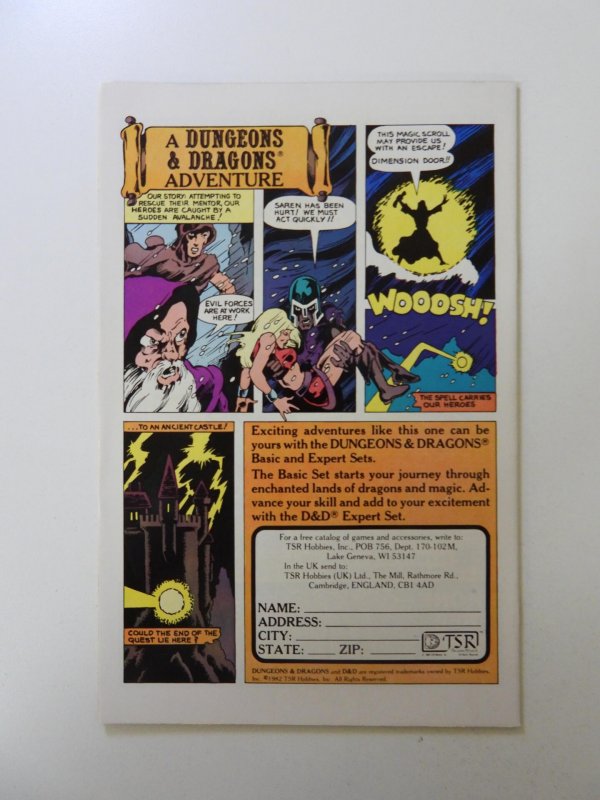 A DUNGEONS
& DRAGONS®
ADVENTURE
OUR STORY: ATTEMPTING TO
RESCUE THEIR MENTOR, OUR
HEROES ARE CAUGHT BY A
SUDDEN AVALANCHE!
EVIL FORCES
ARE AT WORK
HERE!
SAREN HAS BEEN
HURT! WE MUST
ACT QUICKLY!!
THIS MAGIC SCROLL
MAY PROVIDE US
WITH AN ESCAPE!
DIMENSION DOOR!!
WOOOSH!
THE SPELL CARRIES
OUR HEROES
...TO AN ANCIENT CASTLE!
COULD THE END OF THE
QUEST LIE HERE?
Exciting adventures like this one can be
yours with the DUNGEONS & DRAGONS®
Basic and Expert Sets.
The Basic Set starts your journey through
enchanted lands of dragons and magic. Ad-
vance your skill and add to your excitement
with the D&D® Expert Set.
For a free catalog of games and accessories, write to:
TSR Hobbies, Inc., POB 756, Dept. 170-102M,
Lake Geneva, WI 53147
In the UK send to:
TSR Hobbies (UK) Ltd., The Mill, Rathmore Rd.,
Cambridge, ENGLAND, CB1 4AD
NAME:
ADDRESS:
CITY:
STATE: ZIP:
TSR
DUNGEONS & DRAGONS and D&D are registered trademarks owned by TSR Hobbies,
Inc. ©1982 TSR Hobbies, Inc. All Rights Reserved.